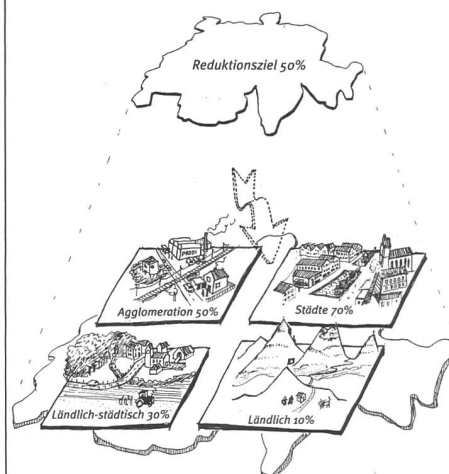 Reduktionsziel 50%
Agglomeration 50%
Städte 70%
Ländlich-städtisch 30%
Ländlich 10%